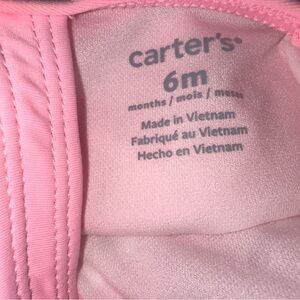 carter's
6m
months / mois / meses
Made in Vietnam
Fabriqué au Vietnam
Hecho en Vietnam